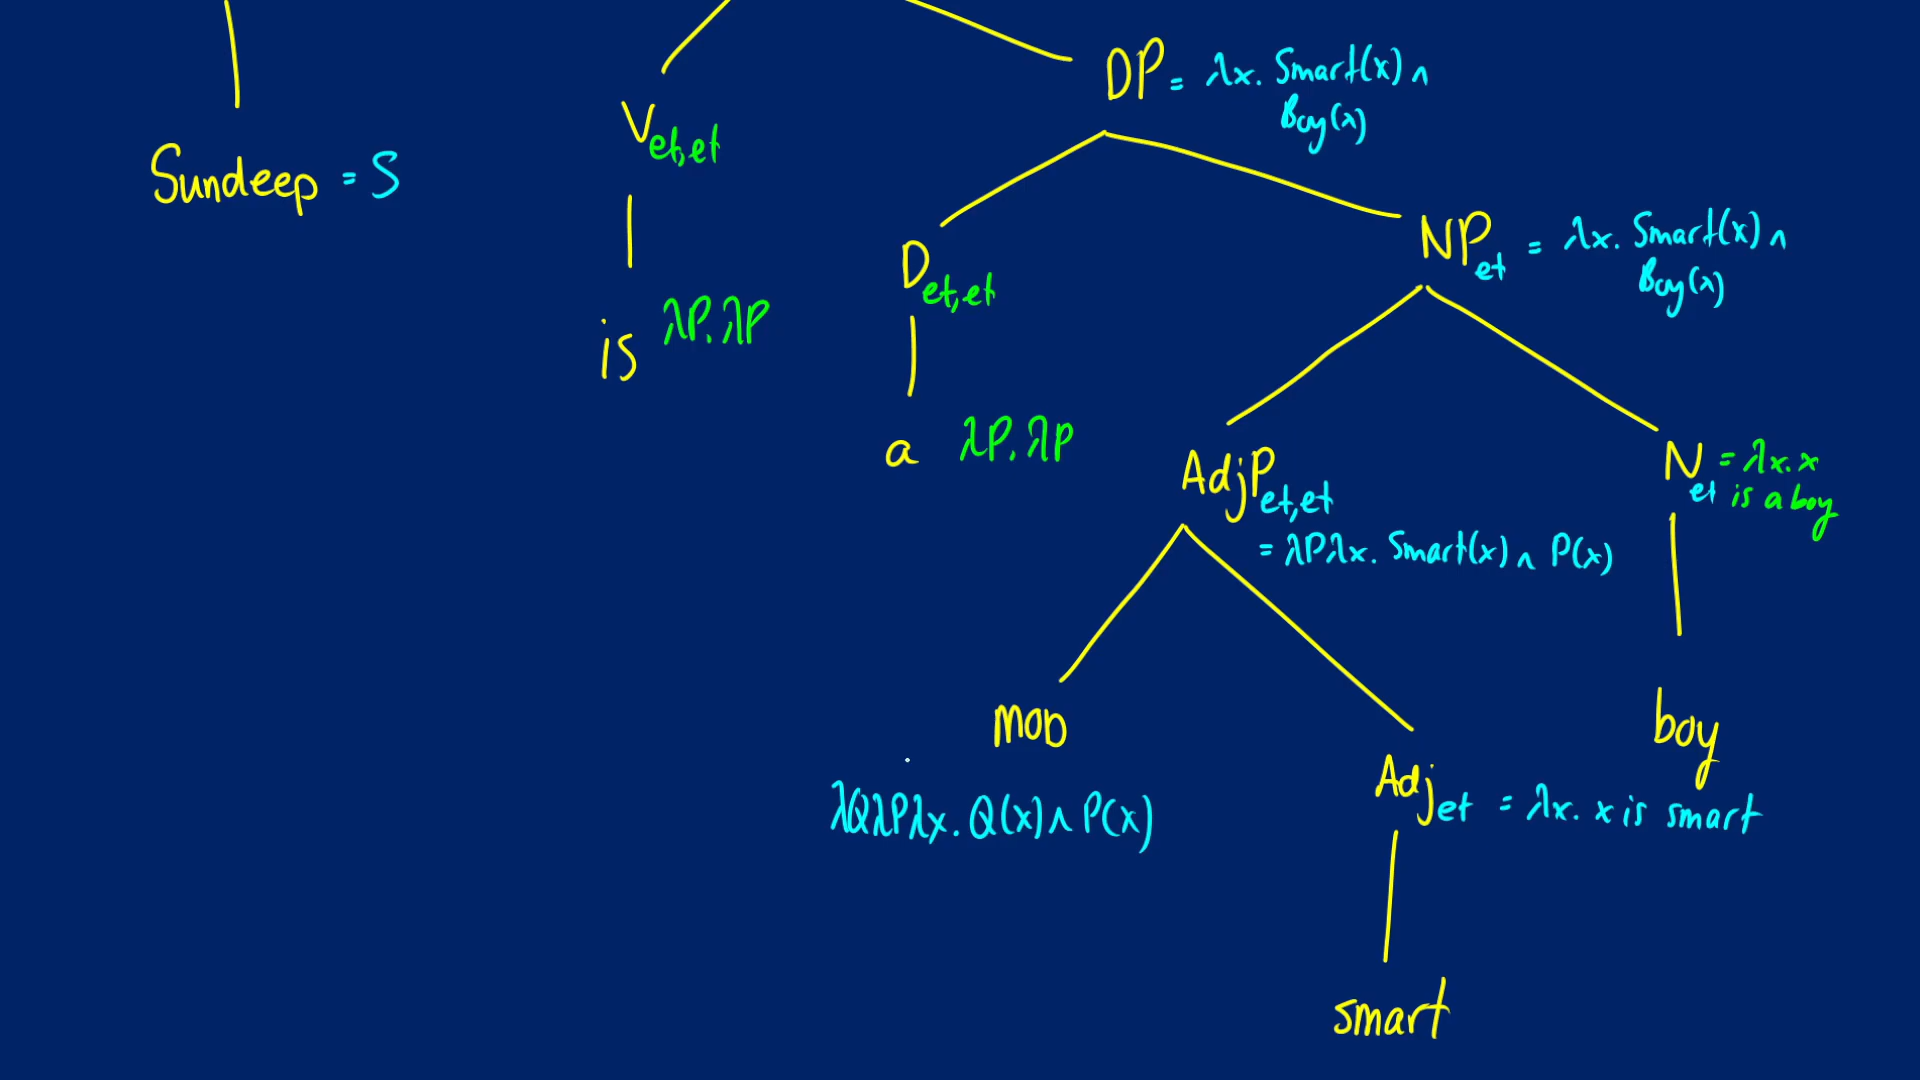 DP = λx. Smart(x) ∧
Boy(x)
V et,et
Sundeep = S
D et,et
NP et = λx. Smart(x) ∧
Boy(x)
is λP. λP
a λP. λP
AdjP et,et
= λPλx. Smart(x) ∧ P(x)
N et = λx. x
is a boy
MOD
λQλPλx. Q(x) ∧ P(x)
boy
Adj et = λx. x is smart
smart